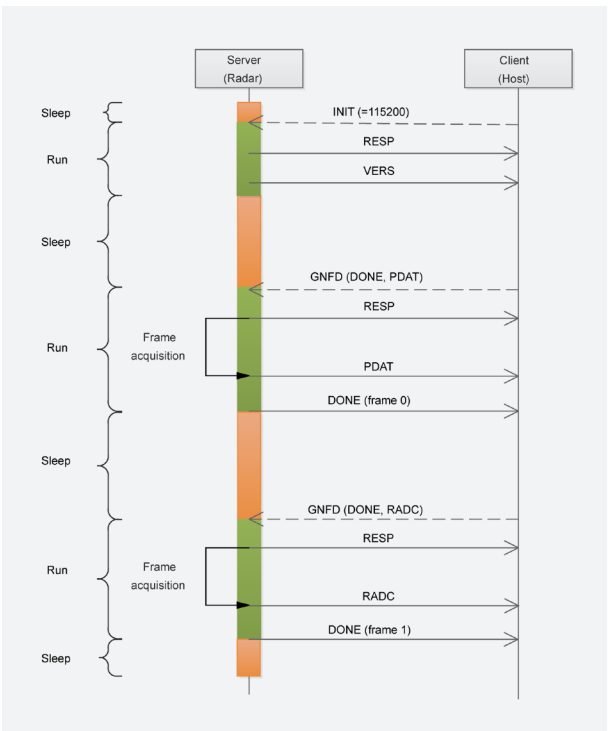 Server
(Radar)
Client
(Host)
Sleep
INIT (=115200)
Run
RESP
VERS
Sleep
GNFD (DONE, PDAT)
RESP
Run
Frame
acquisition
PDAT
DONE (frame 0)
Sleep
GNFD (DONE, RADC)
RESP
Run
Frame
acquisition
RADC
DONE (frame 1)
Sleep